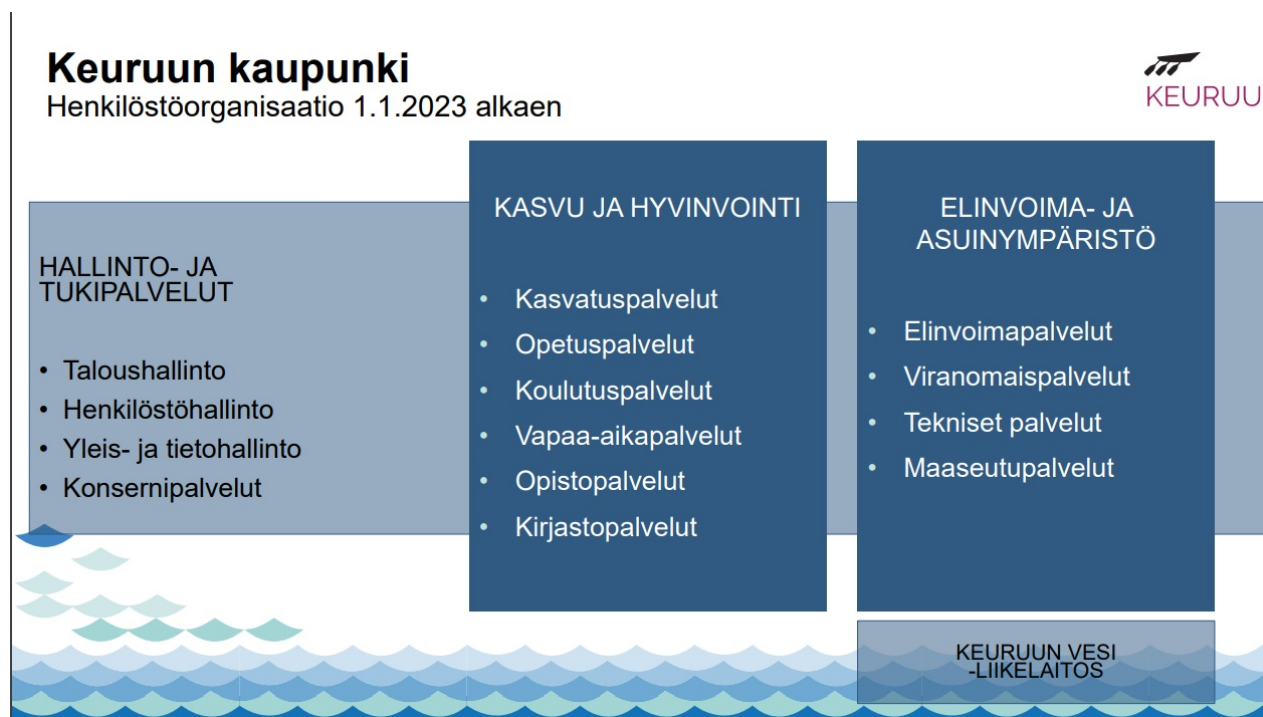 Keuruun kaupunki
Henkilöstöorganisaatio 1.1.2023 alkaen
KEURUU
HALLINTO- JA
TUKIPALVELUT
• Taloushallinto
• Henkilöstöhallinto
• Yleis- ja tietohallinto
• Konsernipalvelut
KASVU JA HYVINVOINTI
• Kasvatuspalvelut
• Opetuspalvelut
• Koulutuspalvelut
• Vapaa-aikapalvelut
• Opistopalvelut
• Kirjastopalvelut
ELINVOIMA- JA
ASUINYMPÄRISTÖ
• Elinvoimapalvelut
• Viranomaispalvelut
• Tekniset palvelut
• Maaseutupalvelut
KEURUUN VESI
-LIIKELAITOS